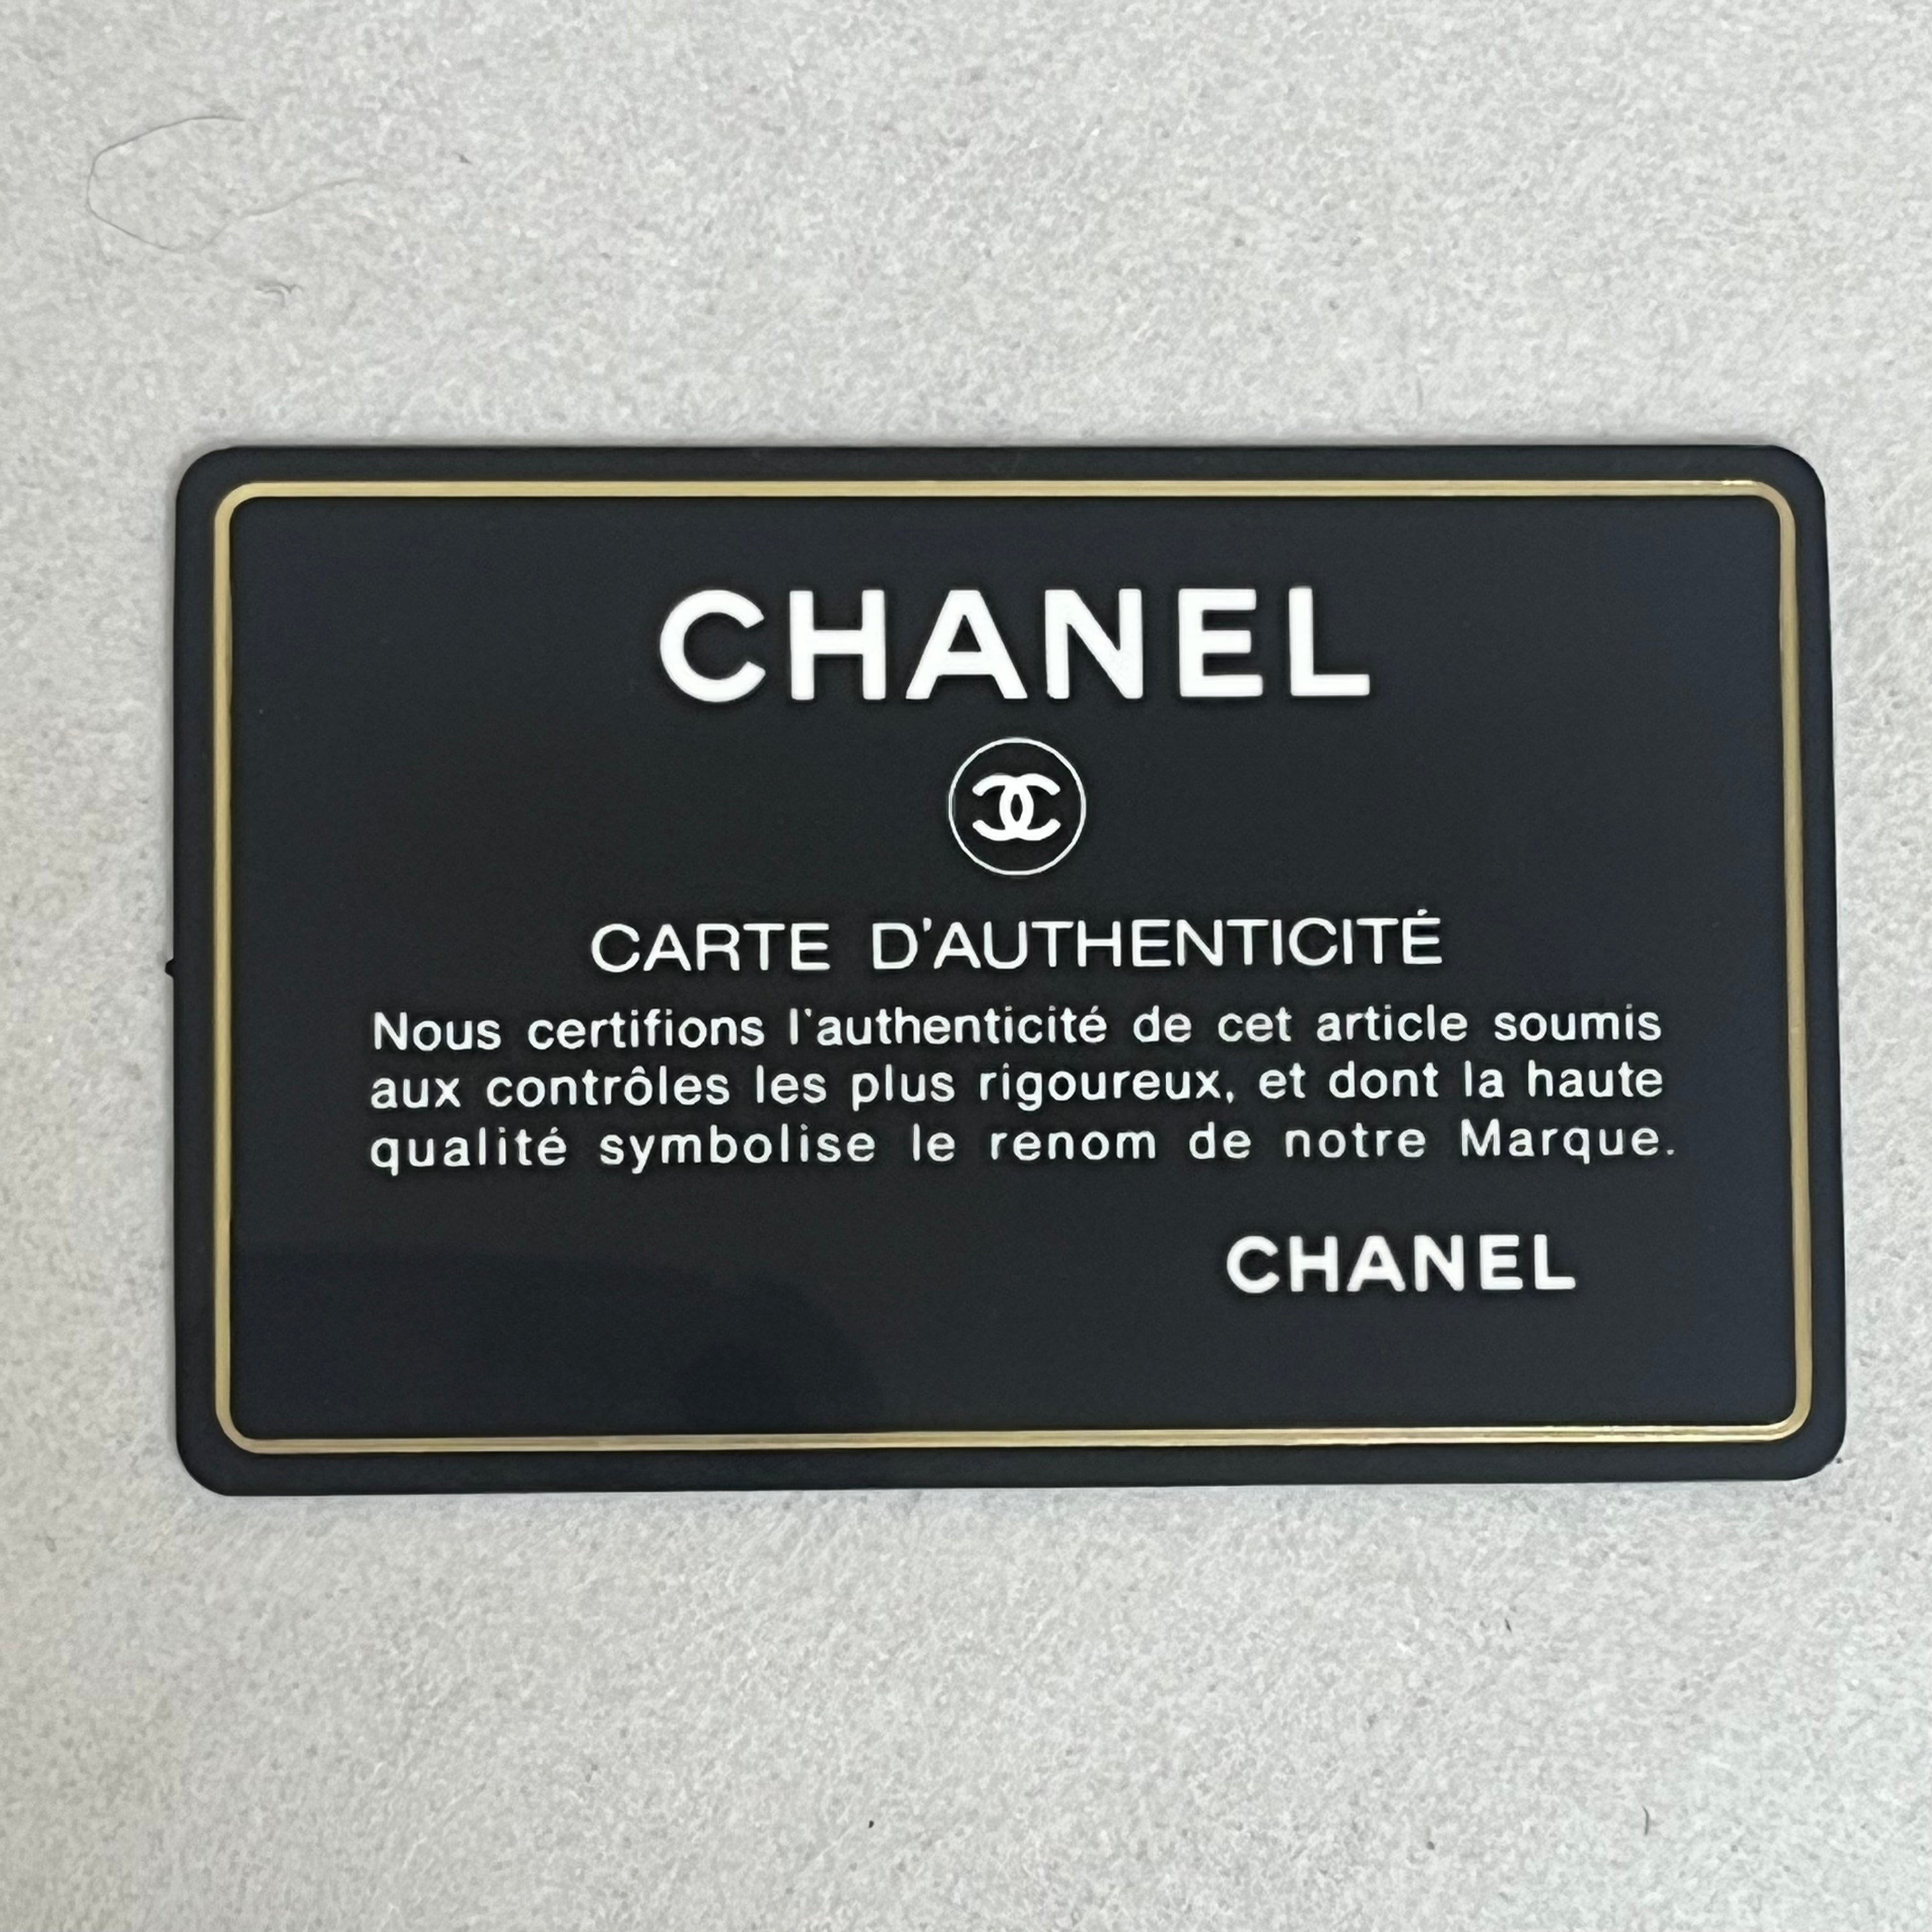 CHANEL
CARTE D'AUTHENTICITÉ
Nous certifions l'authenticité de cet article soumis
aux contrôles les plus rigoureux, et dont la haute
qualité symbolise le renom de notre Marque.
CHANEL